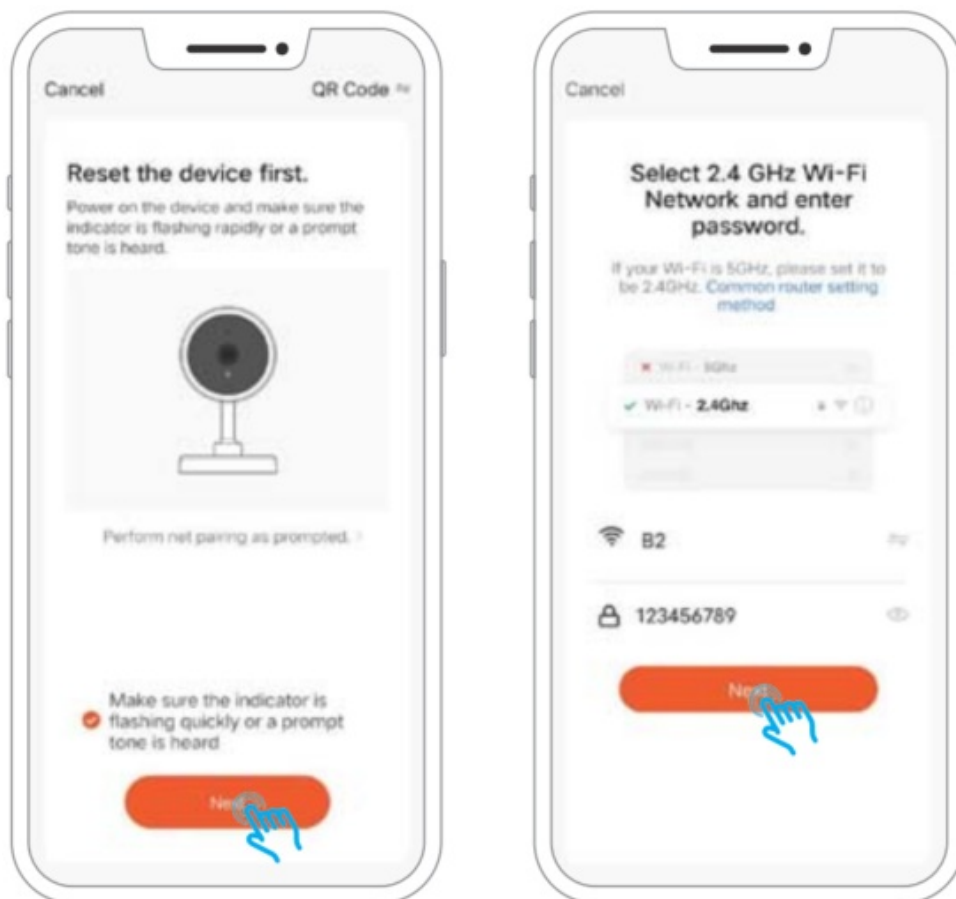 Cancel
QR Code
Reset the device first.
Power on the device and make sure the
indicator is flashing rapidly or a prompt
tone is heard.
Perform net pairing as prompted. >
Make sure the indicator is
flashing quickly or a prompt
tone is heard
Next
Cancel
Select 2.4 GHz Wi-Fi
Network and enter
password.
If your Wi-Fi is 5GHz, please set it to
be 2.4GHz. Common router setting
method
Wi-Fi - 5Ghz
Wi-Fi - 2.4Ghz
B2
123456789
Next